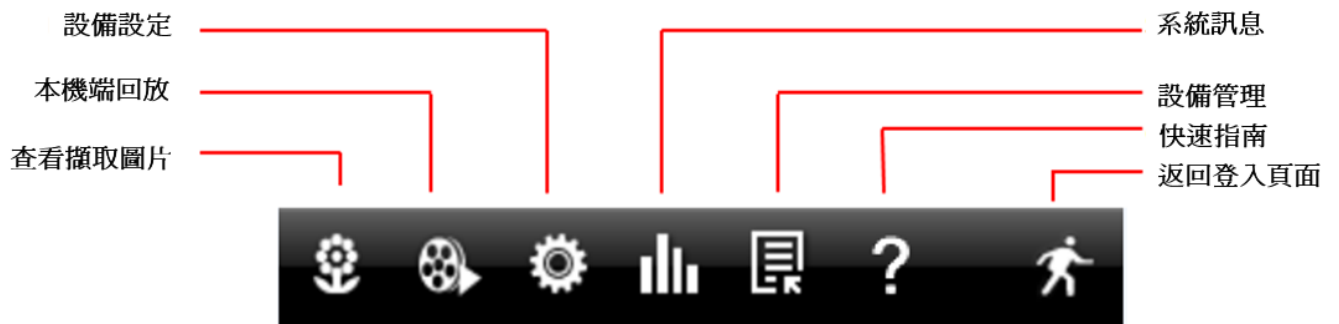 設備設定
系統訊息
本機端回放
設備管理
快速指南
查看擷取圖片
返回登入頁面
?